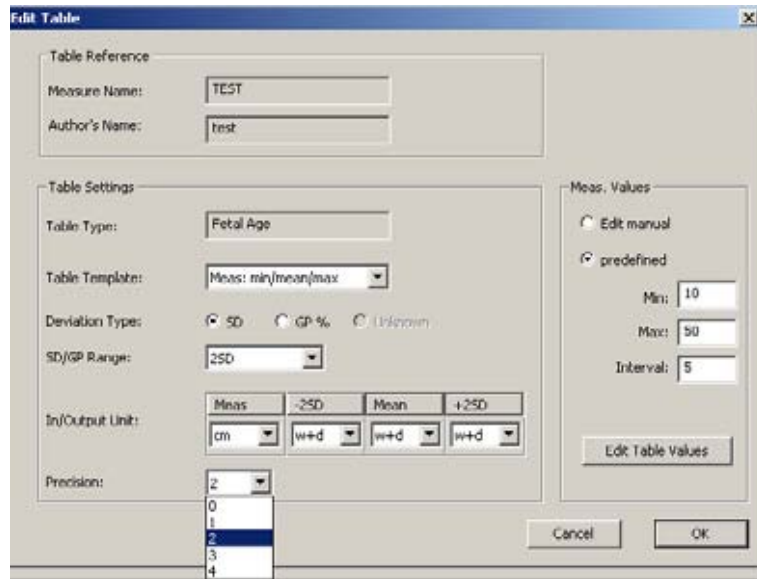 Edit Table
Table Reference
Measure Name: TEST
Author's Name: test
Table Settings
Table Type: Fetal Age
Table Template: Meas: min/mean/max
Deviation Type: SD GP % Unknown
SD/GP Range: 2SD
In/Output Unit:
Meas -2SD Mean +2SD
cm w+d w+d w+d
Precision: 2
0
1
2
3
4
Meas. Values
Edit manual
predefined
Min: 10
Max: 50
Interval: 5
Edit Table Values
Cancel OK